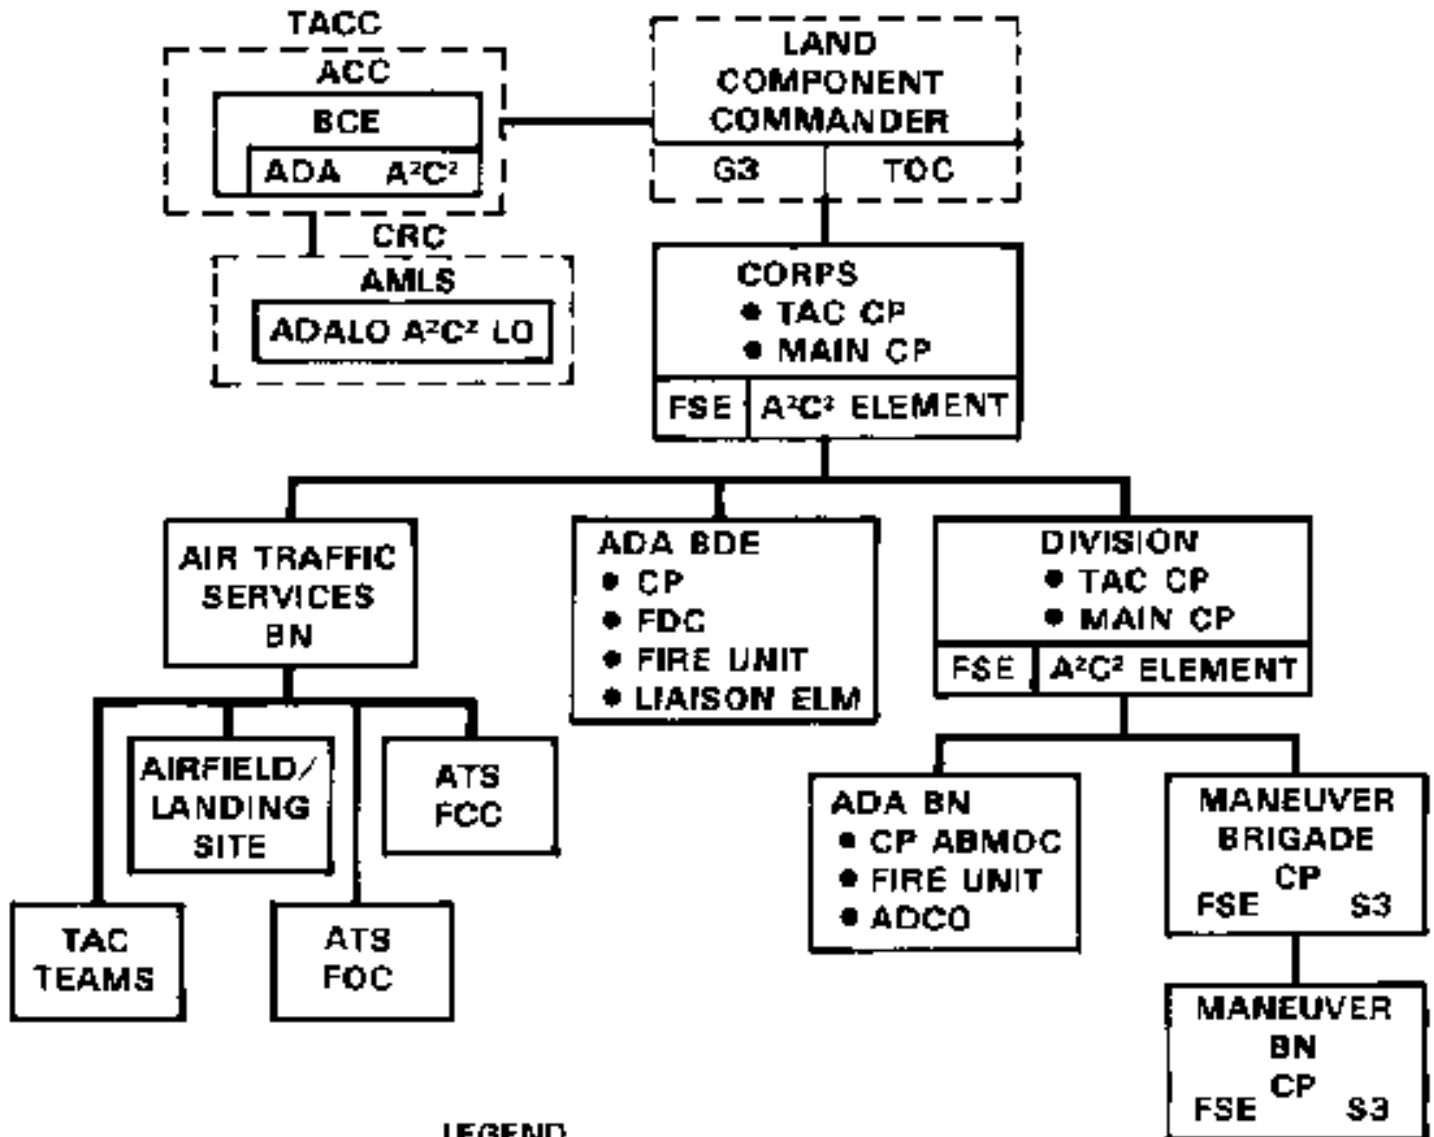 TACC
ACC
BCE
ADA A²C²
CRC
AMLS
ADALO A²C² LO
LAND
COMPONENT
COMMANDER
G3 TOC
CORPS
• TAC CP
• MAIN CP
FSE A²C² ELEMENT
AIR TRAFFIC
SERVICES
BN
ADA BDE
• CP
• FDC
• FIRE UNIT
• LIAISON ELM
DIVISION
• TAC CP
• MAIN CP
FSE A²C² ELEMENT
AIRFIELD/
LANDING
SITE
ATS
FCC
TAC
TEAMS
ATS
FOC
ADA BN
• CP ABMOC
• FIRE UNIT
• ADCO
MANEUVER
BRIGADE
CP
FSE S3
MANEUVER
BN
CP
FSE S3
LEGEND